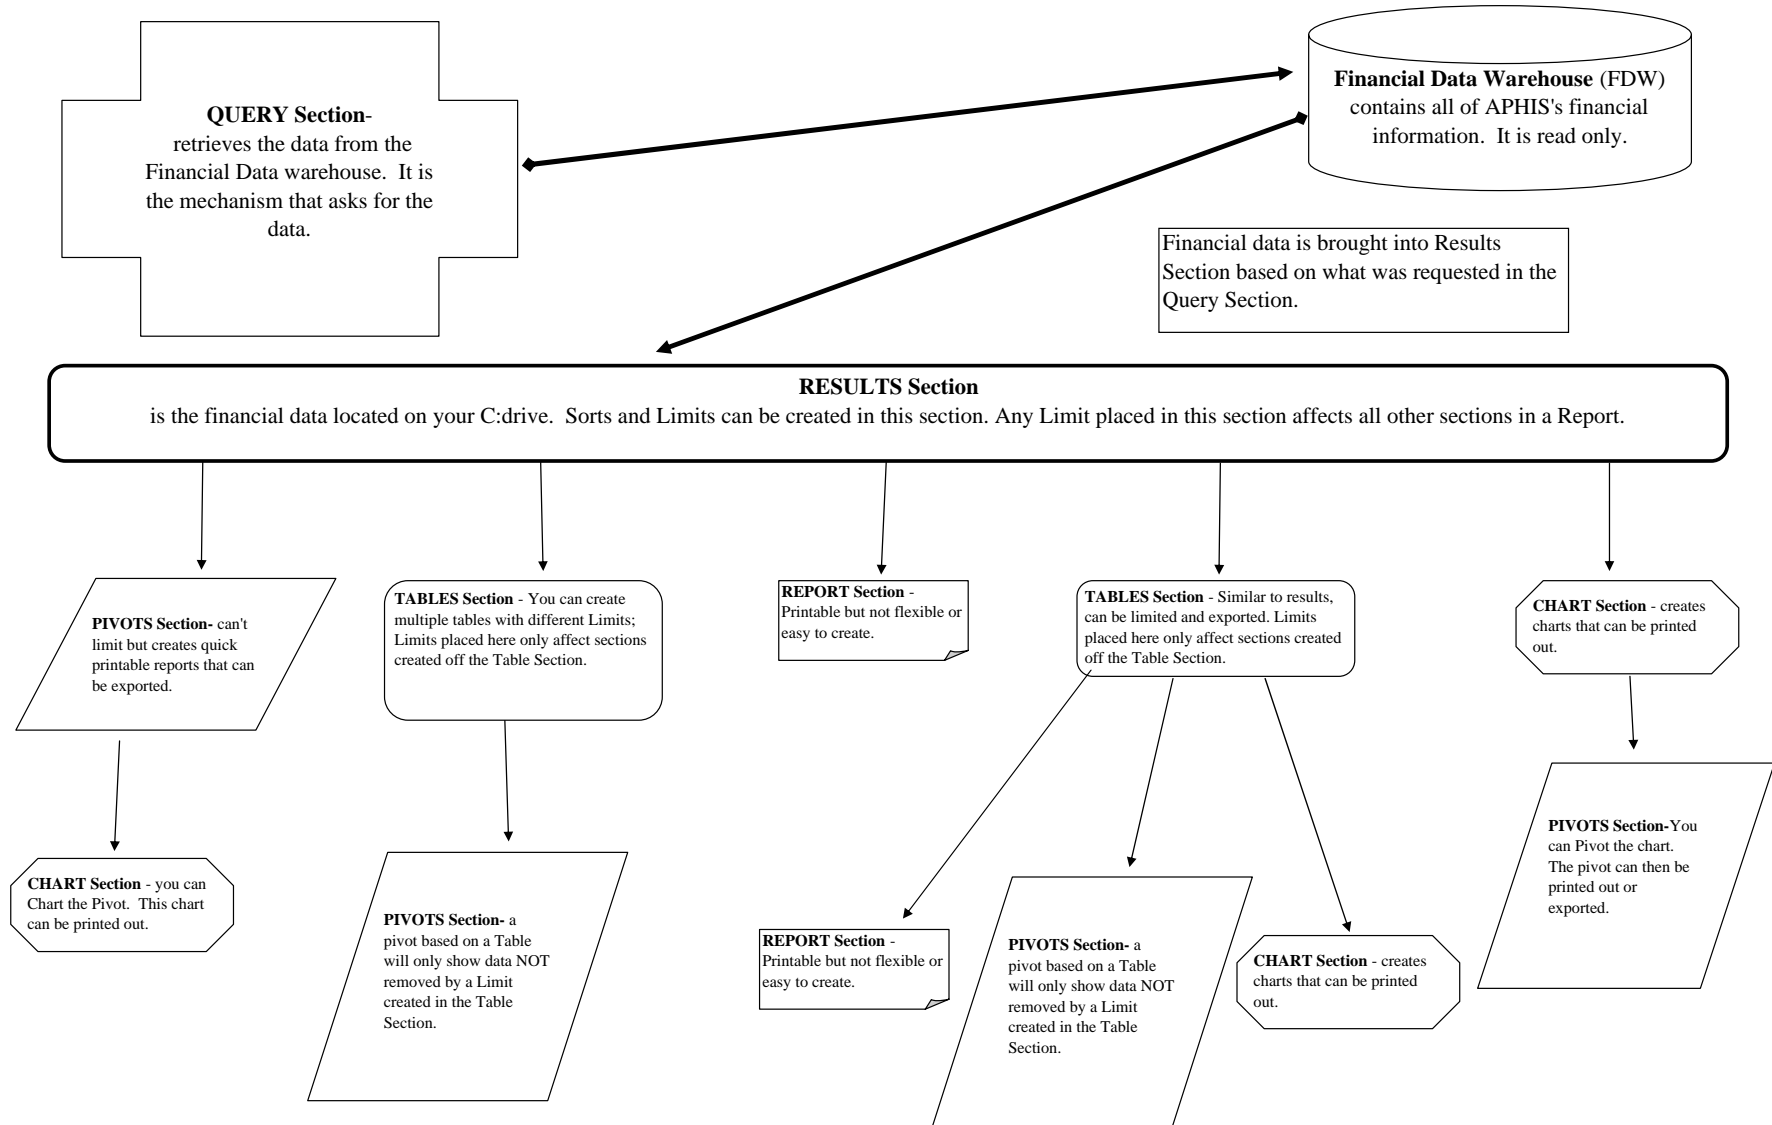 QUERY Section-
retrieves the data from the
Financial Data warehouse.  It is
the mechanism that asks for the
data.
Financial Data Warehouse (FDW)
contains all of APHIS's financial
information.  It is read only.
Financial data is brought into Results
Section based on what was requested in the
Query Section.
RESULTS Section
is the financial data located on your C:drive.  Sorts and Limits can be created in this section. Any Limit placed in this section affects all other sections in a Report.
PIVOTS Section- can't
limit but creates quick
printable reports that can
be exported.
TABLES Section - You can create
multiple tables with different Limits;
Limits placed here only affect sections
created off the Table Section.
REPORT Section -
Printable but not flexible or
easy to create.
TABLES Section - Similar to results,
can be limited and exported. Limits
placed here only affect sections created
off the Table Section.
CHART Section - creates
charts that can be printed
out.
CHART Section - you can
Chart the Pivot.  This chart
can be printed out.
PIVOTS Section- a
pivot based on a Table
will only show data NOT
removed by a Limit
created in the Table
Section.
REPORT Section -
Printable but not flexible or
easy to create.
PIVOTS Section- a
pivot based on a Table
will only show data NOT
removed by a Limit
created in the Table
Section.
CHART Section - creates
charts that can be printed
out.
PIVOTS Section-You
can Pivot the chart.
The pivot can then be
printed out or
exported.